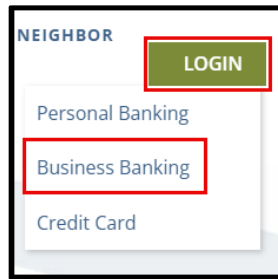 NEIGHBOR
LOGIN
Personal Banking
Business Banking
Credit Card